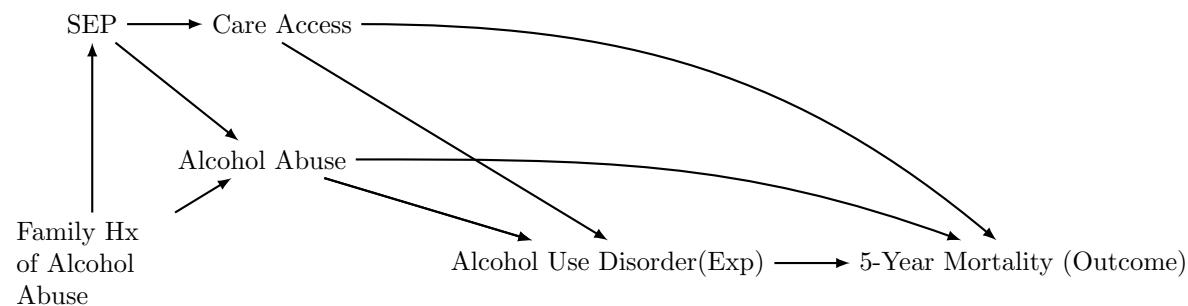 SEP
Care Access
Alcohol Abuse
Family Hx
of Alcohol
Abuse
Alcohol Use Disorder(Exp)
5-Year Mortality (Outcome)